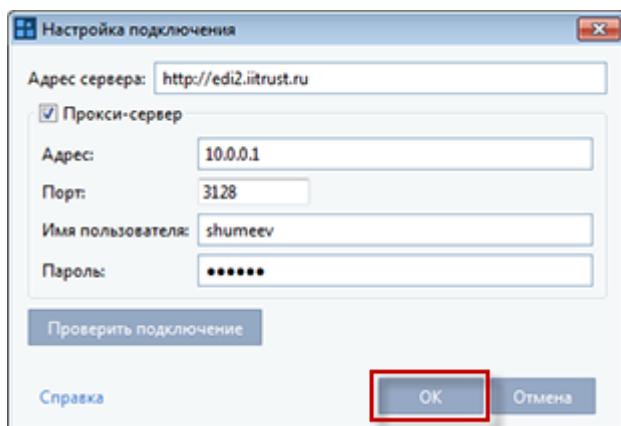 Настройка подключения
Адрес сервера: http://edi2.iitrust.ru
Прокси-сервер
Адрес: 10.0.0.1
Порт: 3128
Имя пользователя: shumeev
Пароль: ●●●●●●
Проверить подключение
Справка OK Отмена